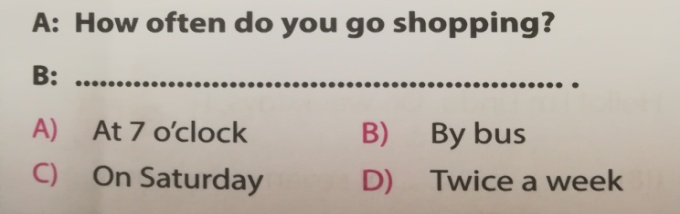 A: How often do you go shopping?
B: ............................................................ .
A) At 7 o'clock B) By bus
C) On Saturday D) Twice a week